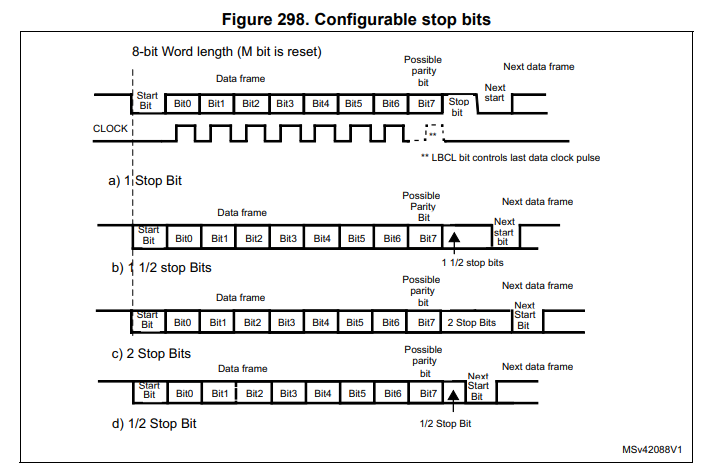 Figure 298. Configurable stop bits
8-bit Word length (M bit is reset)
Possible
parity
bit
Next data frame
Data frame
Next
start
Start
Bit
Bit0 Bit1 Bit2 Bit3 Bit4 Bit5 Bit6 Bit7
Stop
bit
CLOCK
**
** LBCL bit controls last data clock pulse
a) 1 Stop Bit
Possible
Parity
Bit
Next data frame
Data frame
Next
start
bit
Start
Bit
Bit0 Bit1 Bit2 Bit3 Bit4 Bit5 Bit6 Bit7
1 1/2 stop bits
b) 1 1/2 stop Bits
Possible
parity
bit
Next data frame
Data frame
Next
Start
Bit
Start
Bit
Bit0 Bit1 Bit2 Bit3 Bit4 Bit5 Bit6 Bit7 2 Stop Bits
c) 2 Stop Bits
Possible
parity
bit
Next data frame
Data frame
Next
Start
Bit
Start
Bit
Bit0 Bit1 Bit2 Bit3 Bit4 Bit5 Bit6 Bit7
1/2 Stop Bit
d) 1/2 Stop Bit
MSv42088V1